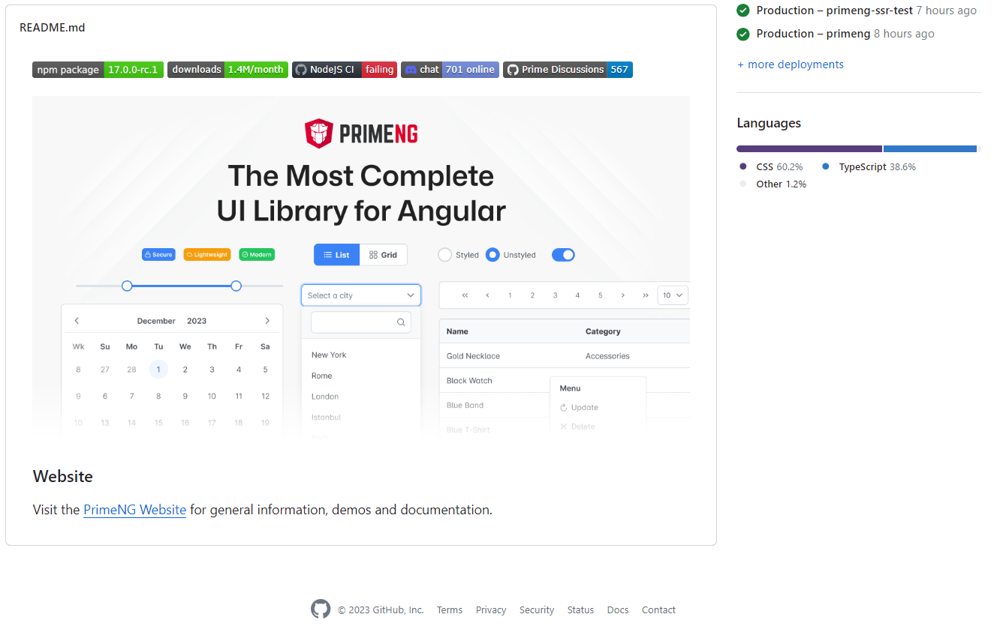 README.md
npm package 17.0.0-rc.1 downloads 1.4M/month NodeJS CI failing chat 701 online Prime Discussions 567
PRIMENG
The Most Complete
UI Library for Angular
Secure Lightweight Modern
List Grid
Styled Unstyled
Select a city
« ‹ 1 2 3 4 5 › » 10
December 2023
Wk Su Mo Tu We Th Fr Sa
8 27 28 1 2 3 4 5
9 6 7 8 9 10 11 12
10 13 14 15 16 17 18 19
New York
Rome
London
Istanbul
Paris
Name Category
Gold Necklace Accessories
Black Watch
Blue Band
Blue T-Shirt
Menu
Update
Delete
Website
Visit the PrimeNG Website for general information, demos and documentation.
Production – primeng-ssr-test 7 hours ago
Production – primeng 8 hours ago
+ more deployments
Languages
CSS 60.2% TypeScript 38.6%
Other 1.2%
© 2023 GitHub, Inc. Terms Privacy Security Status Docs Contact